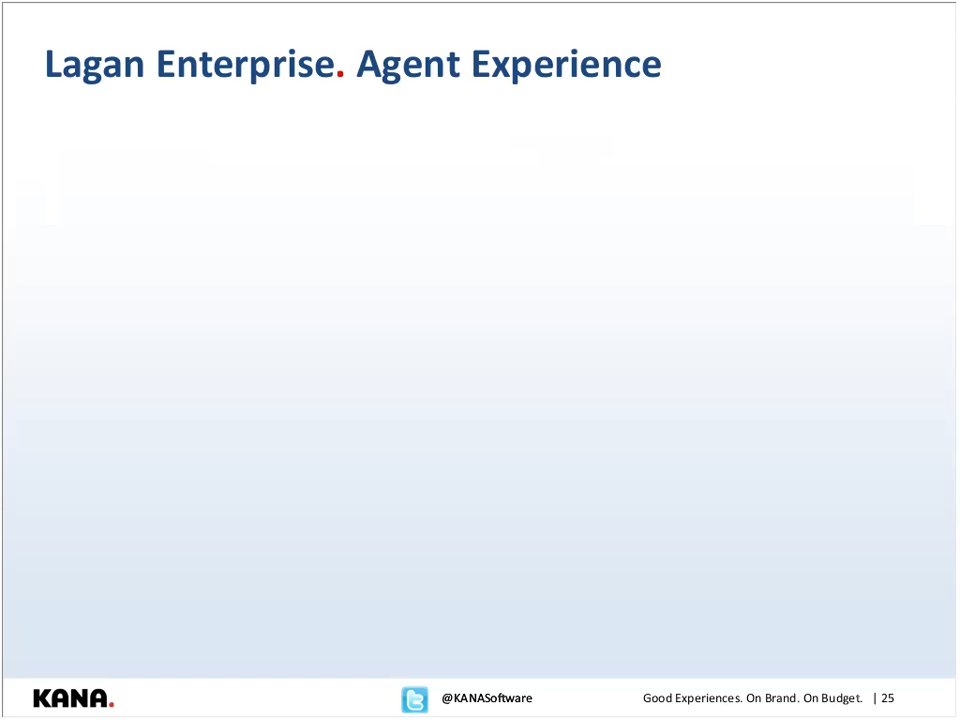 Lagan Enterprise. Agent Experience
KANA.
@KANASoftware
Good Experiences. On Brand. On Budget. | 25